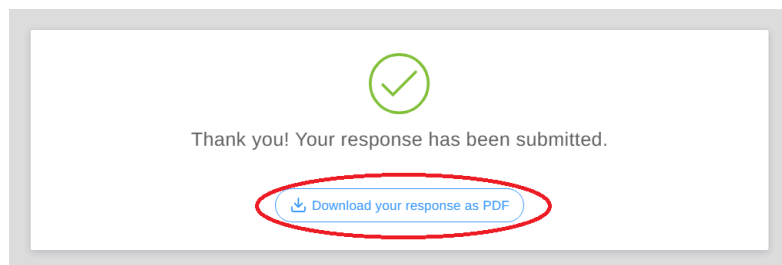 Thank you! Your response has been submitted.
Download your response as PDF